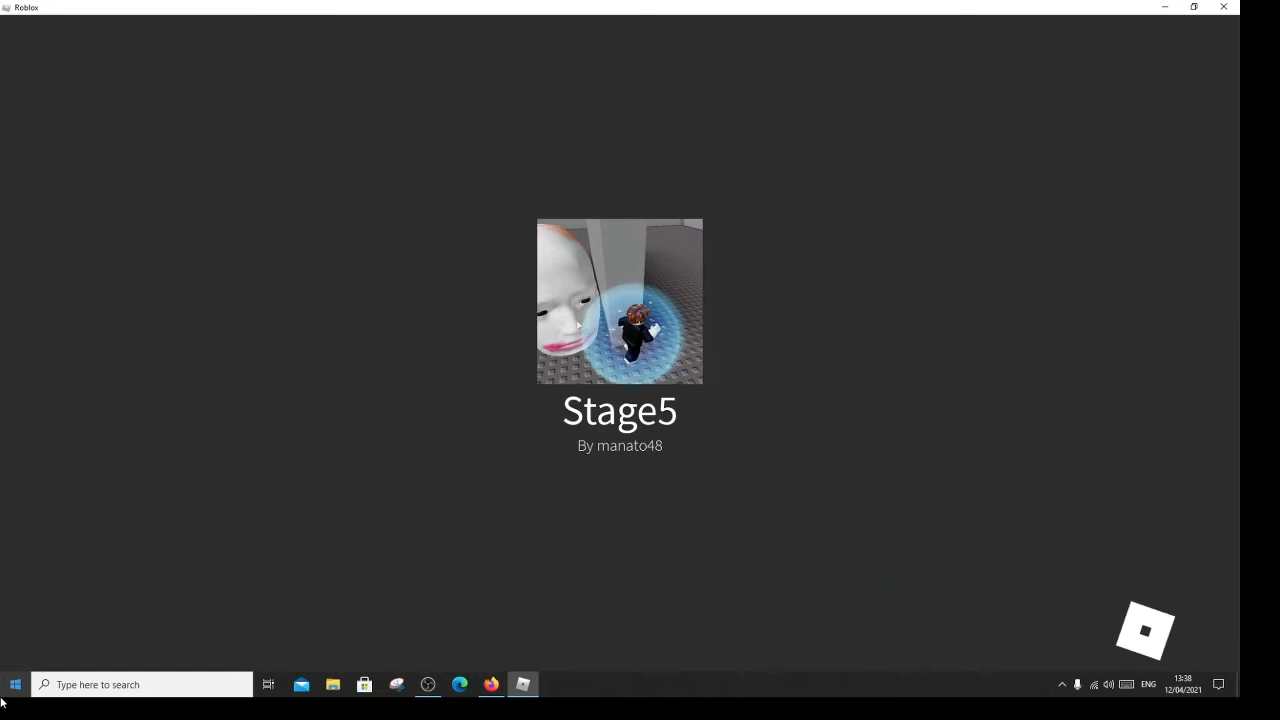 Roblox
Stage5
By manato48
Type here to search
ENG
13:38
12/04/2021